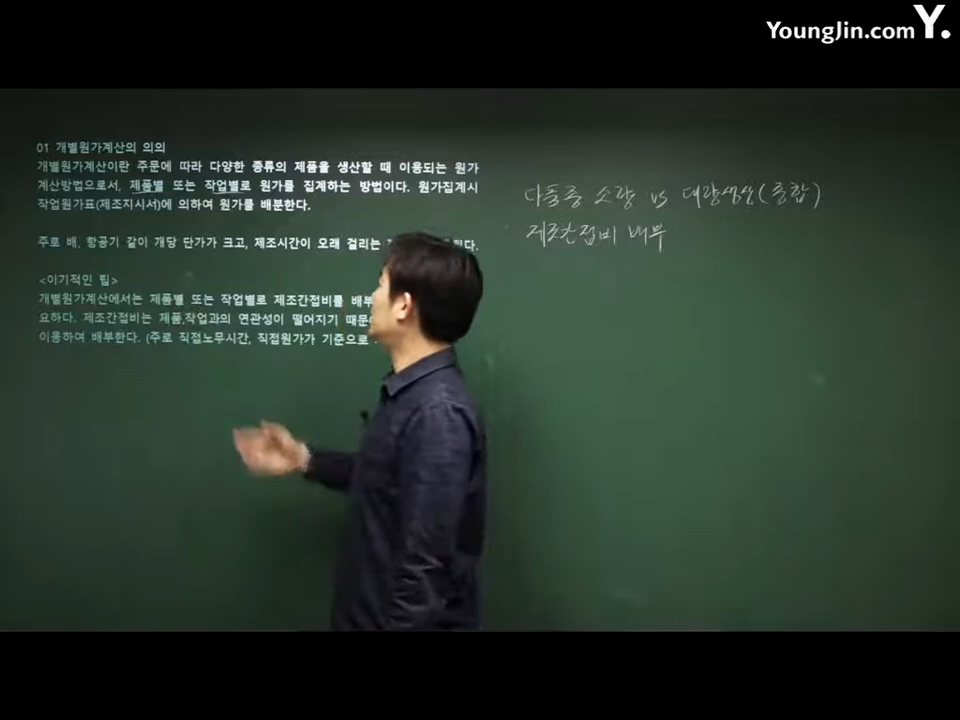 YoungJin.com Y.
01 개별원가계산의 의의
개별원가계산이란 주문에 따라 다양한 종류의 제품을 생산할 때 이용되는 원가
계산방법으로서, 제품별 또는 작업별로 원가를 집계하는 방법이다. 원가집계시
작업원가표(제조지시서)에 의하여 원가를 배분한다.
주로 배, 항공기 같이 개당 단가가 크고, 제조시간이 오래 걸리는
<이기적인 팁>
개별원가계산에서는 제품별 또는 작업별로 제조간접비를 배부
요하다. 제조간접비는 제품,작업과의 연관성이 떨어지기 때문
이용하여 배부한다. (주로 직접노무시간, 직접원가가 기준으로
다품종 소량 vs 대량생산(종합)
제조간접비 배부